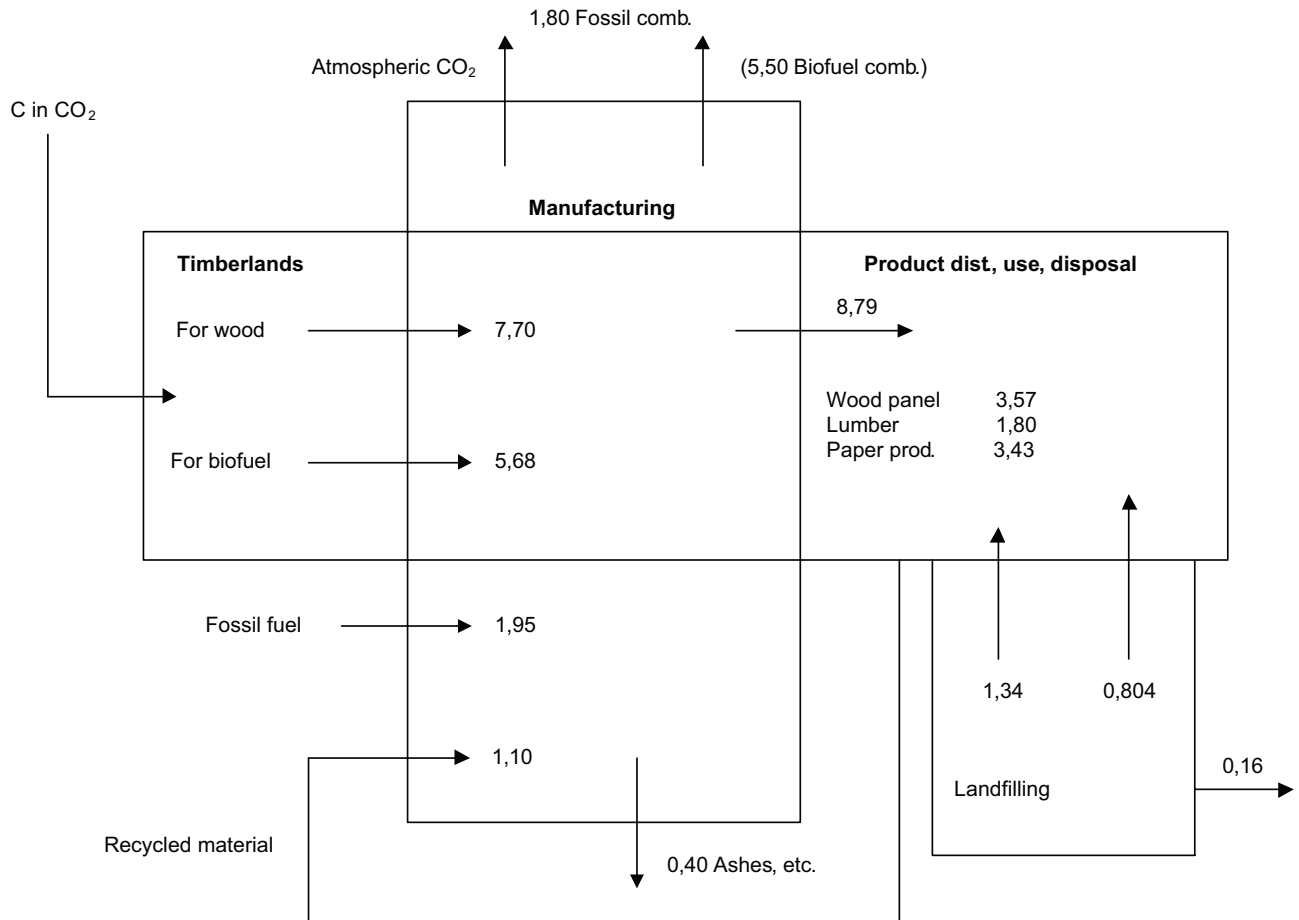 1,80 Fossil comb.
Atmospheric CO₂
(5,50 Biofuel comb.)
C in CO₂
Manufacturing
Timberlands
Product dist., use, disposal
For wood
7,70
8,79
Wood panel 3,57
Lumber 1,80
Paper prod. 3,43
For biofuel
5,68
Fossil fuel
1,95
1,34
0,804
1,10
0,16
Landfilling
Recycled material
0,40 Ashes, etc.